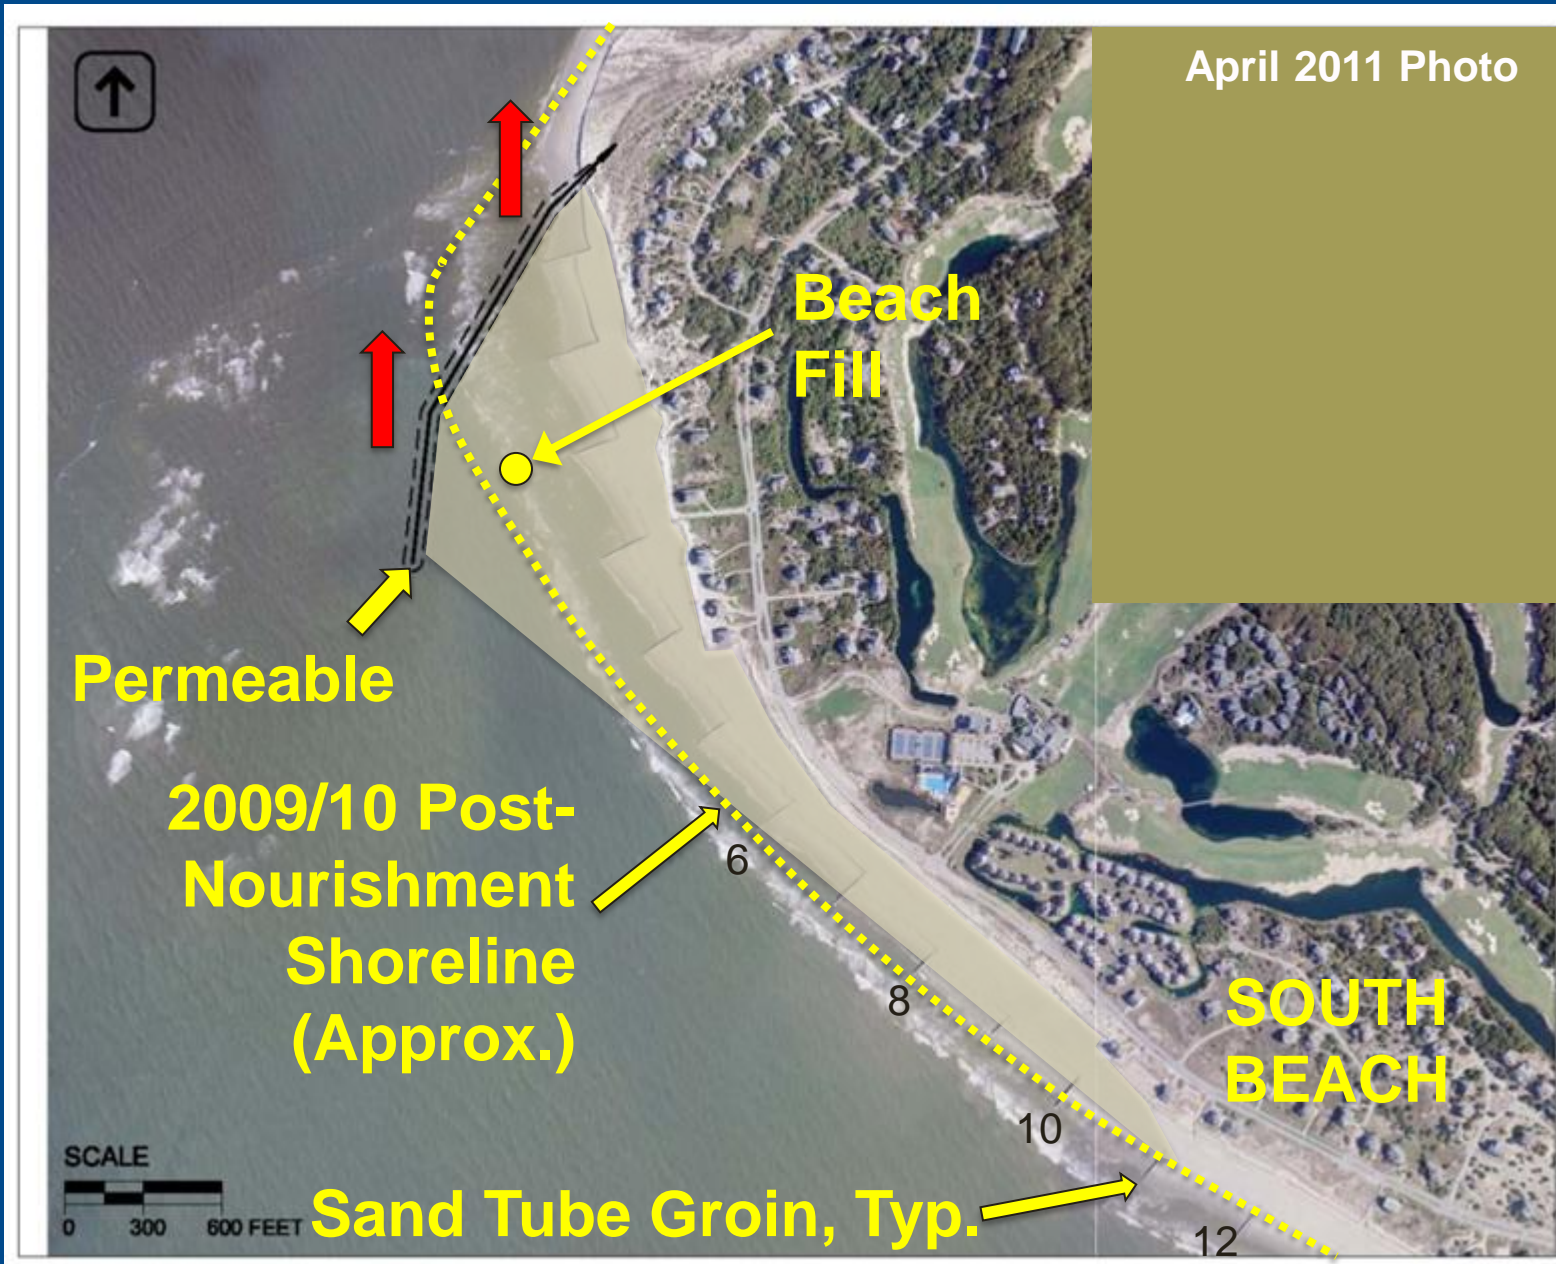 April 2011 Photo
Beach
Fill
Permeable
2009/10 Post-
Nourishment
Shoreline
(Approx.)
6
8
SOUTH
BEACH
10
SCALE
0 300 600 FEET
Sand Tube Groin, Typ.
12